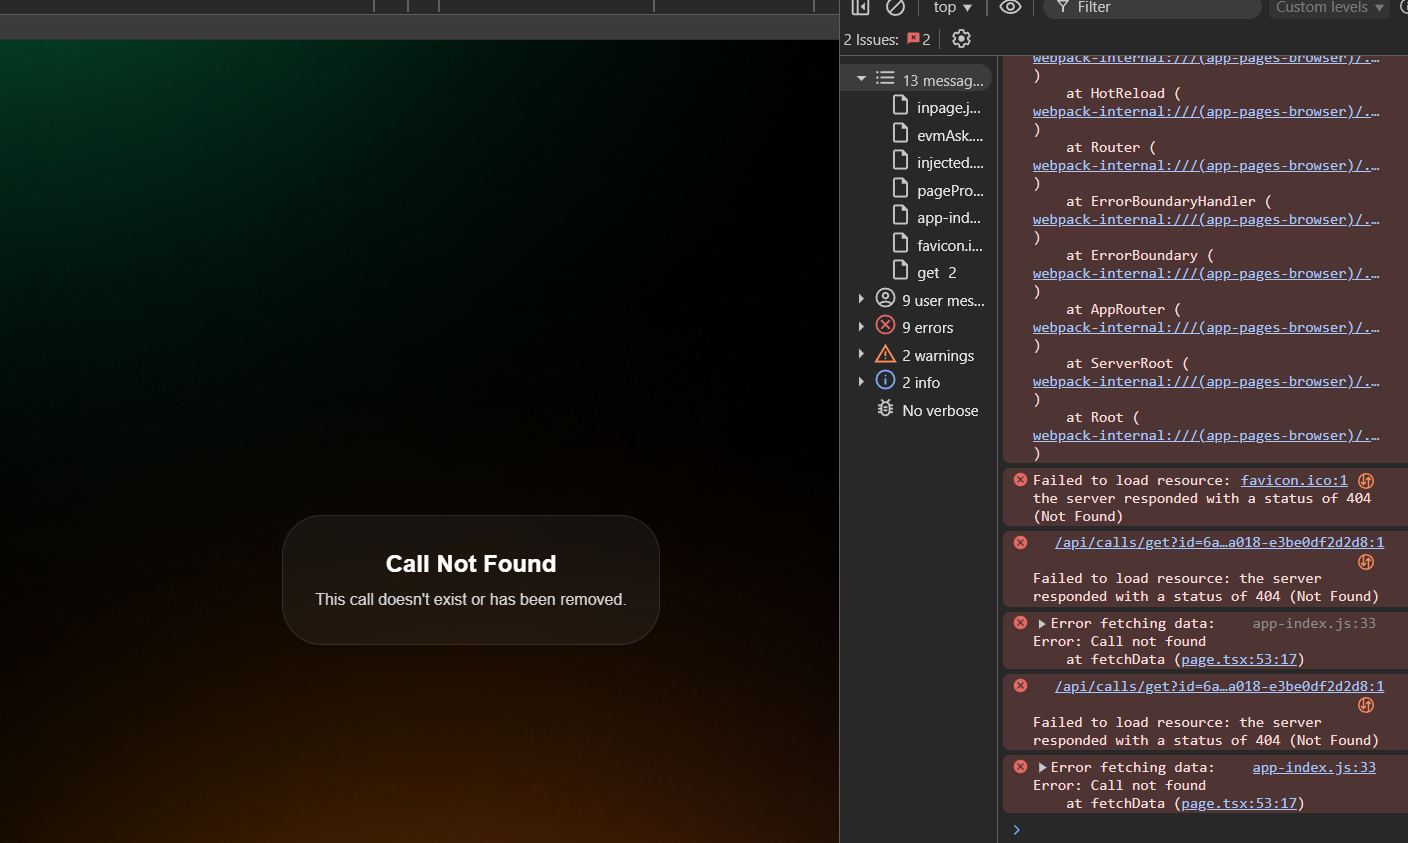 top
Filter
Custom levels
2 Issues:
2
13 messag...
inpage.j...
evmAsk....
injected....
pagePro...
app-ind...
favicon.i...
get 2
9 user mes...
9 errors
2 warnings
2 info
No verbose
Call Not Found
This call doesn't exist or has been removed.
webpack-internal:///(app-pages-browser)/.…
)
at HotReload (
webpack-internal:///(app-pages-browser)/.…
)
at Router (
webpack-internal:///(app-pages-browser)/.…
)
at ErrorBoundaryHandler (
webpack-internal:///(app-pages-browser)/.…
)
at ErrorBoundary (
webpack-internal:///(app-pages-browser)/.…
)
at AppRouter (
webpack-internal:///(app-pages-browser)/.…
)
at ServerRoot (
webpack-internal:///(app-pages-browser)/.…
)
at Root (
webpack-internal:///(app-pages-browser)/.…
)
Failed to load resource: favicon.ico:1
the server responded with a status of 404
(Not Found)
/api/calls/get?id=6a…a018-e3be0df2d2d8:1
Failed to load resource: the server
responded with a status of 404 (Not Found)
Error fetching data: app-index.js:33
Error: Call not found
at fetchData (page.tsx:53:17)
/api/calls/get?id=6a…a018-e3be0df2d2d8:1
Failed to load resource: the server
responded with a status of 404 (Not Found)
Error fetching data: app-index.js:33
Error: Call not found
at fetchData (page.tsx:53:17)